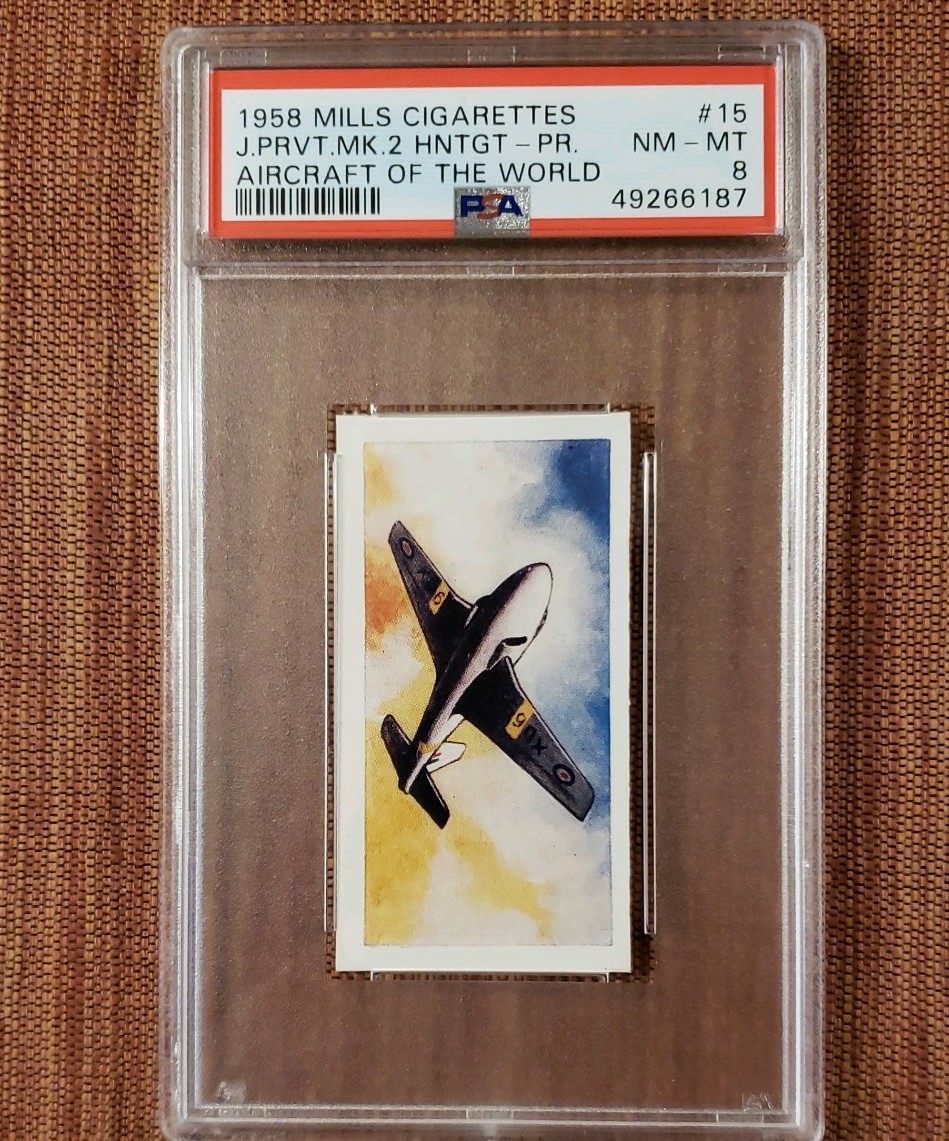 1958 MILLS CIGARETTES #15
J.PRVT.MK.2 HNTGT – PR. NM – MT
AIRCRAFT OF THE WORLD 8
PSA 49266187